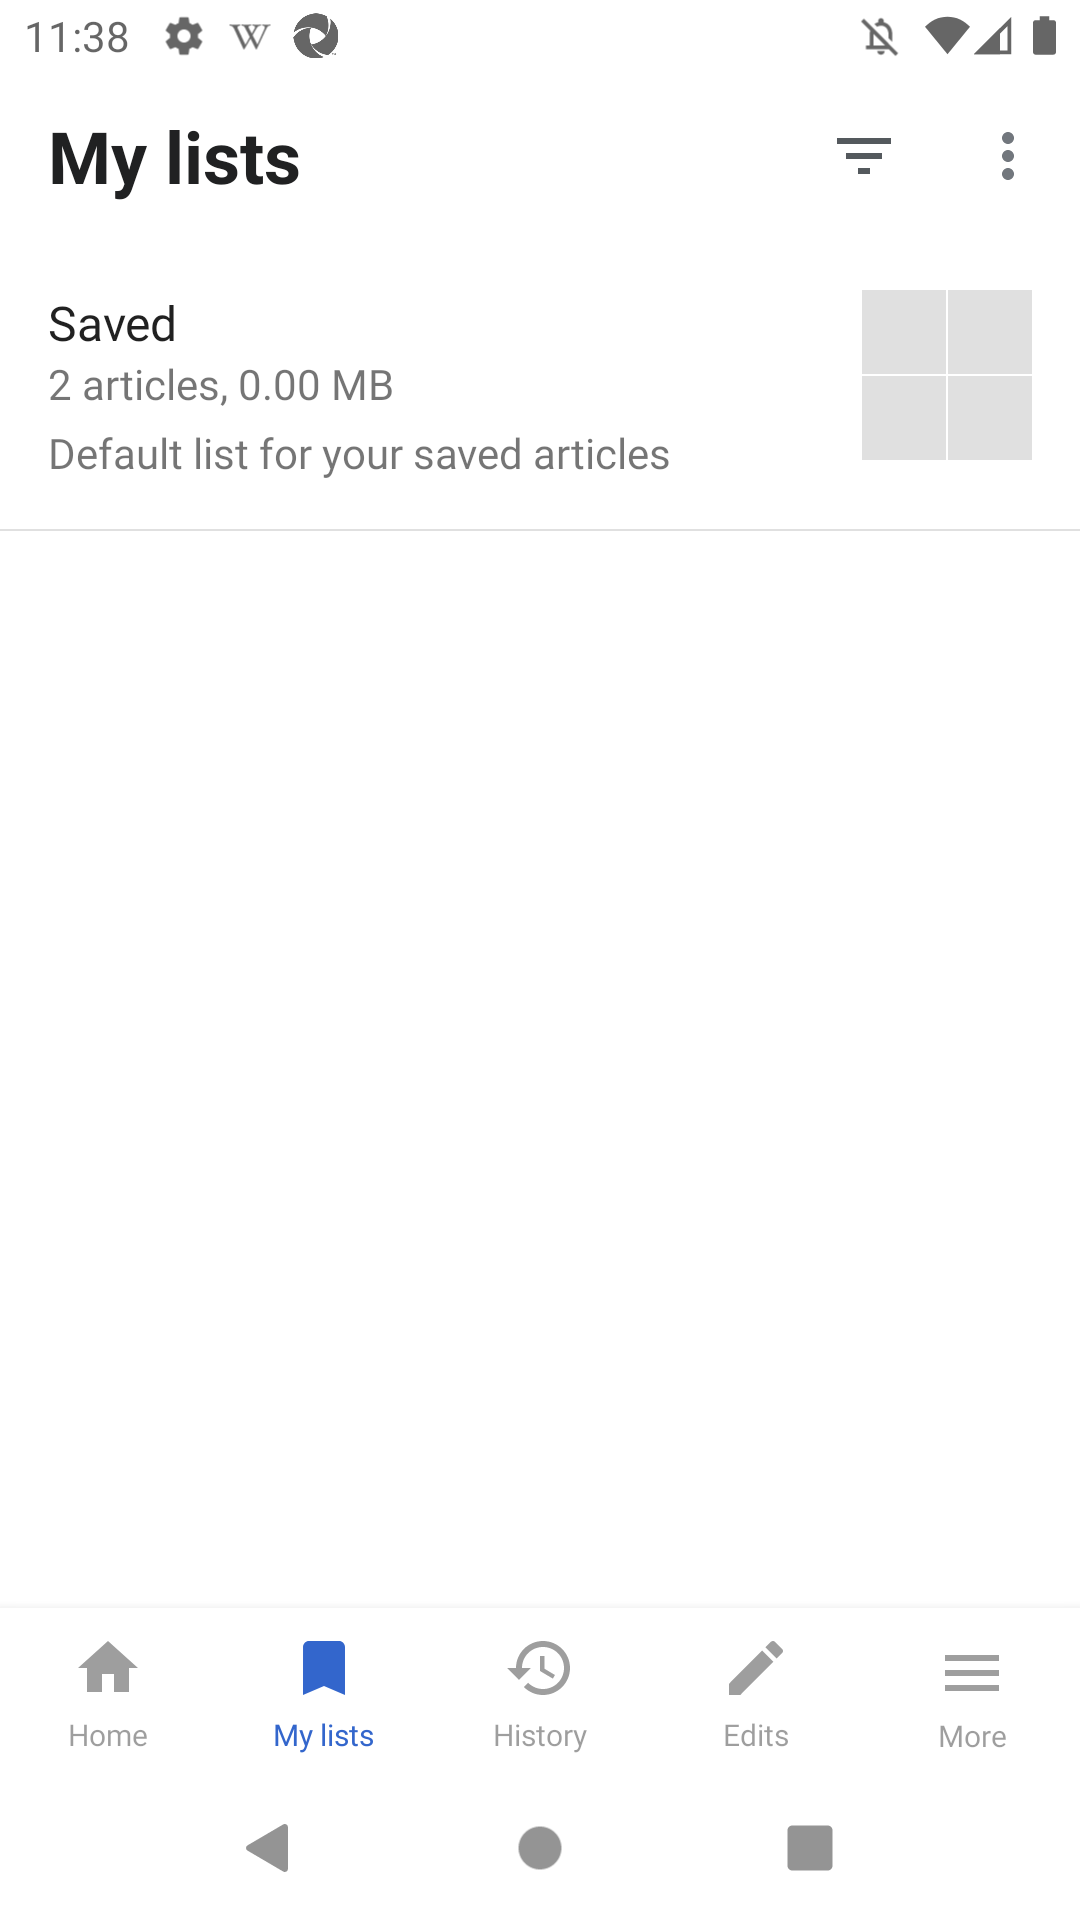 11:38
My lists
Saved
2 articles, 0.00 MB
Default list for your saved articles
Home
My lists
History
Edits
More